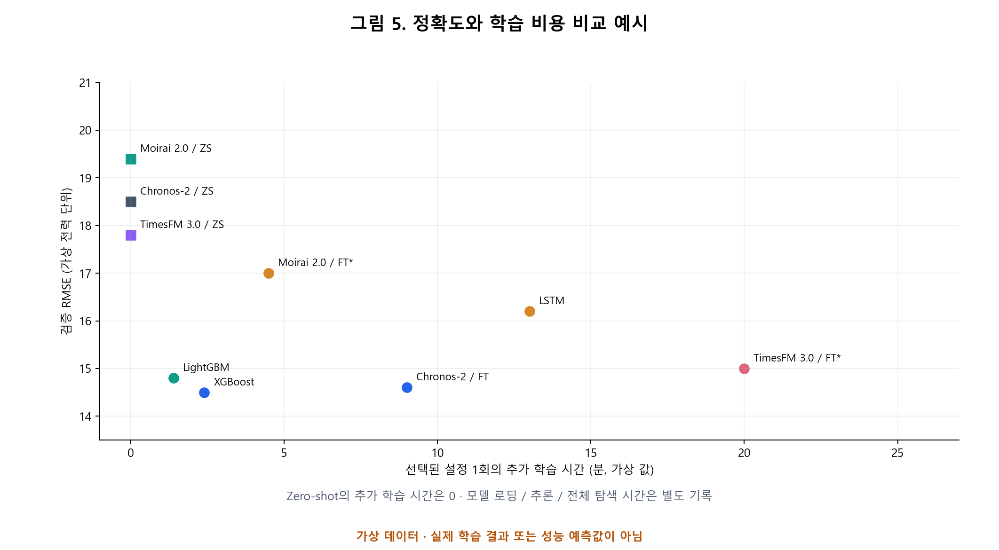 그림 5. 정확도와 학습 비용 비교 예시
21
20
19
18
17
16
15
14
검증 RMSE (가상 전력 단위)
Moirai 2.0 / ZS
Chronos-2 / ZS
TimesFM 3.0 / ZS
Moirai 2.0 / FT*
LSTM
TimesFM 3.0 / FT*
LightGBM
Chronos-2 / FT
XGBoost
0 5 10 15 20 25
선택된 설정 1회의 추가 학습 시간 (분, 가상 값)
Zero-shot의 추가 학습 시간은 0 · 모델 로딩 / 추론 / 전체 탐색 시간은 별도 기록
가상 데이터 · 실제 학습 결과 또는 성능 예측값이 아님